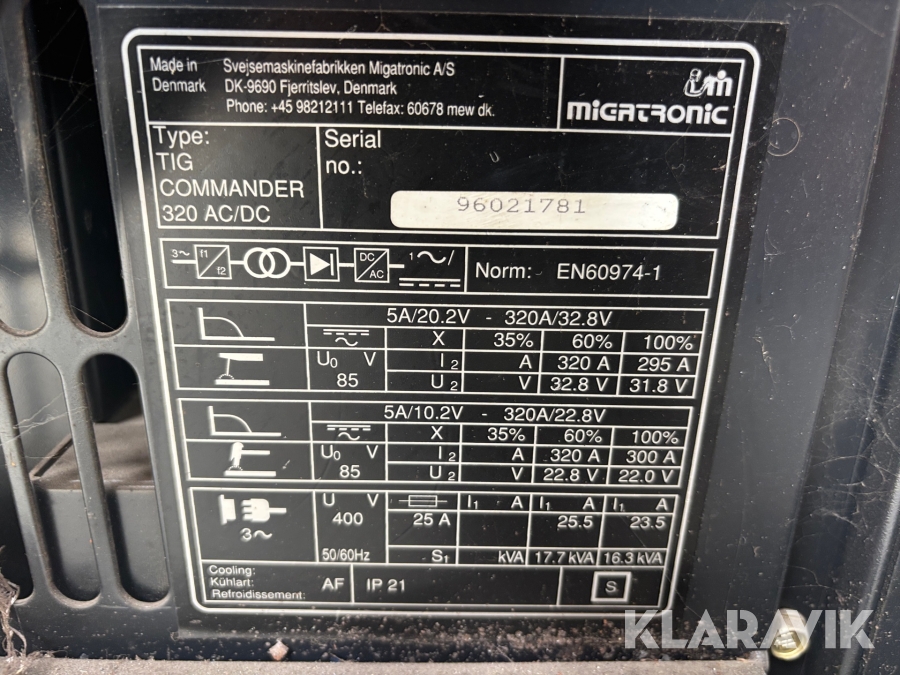 Made in Svejsemaskinefabrikken Migatronic A/S
Denmark DK-9690 Fjerritslev, Denmark
Phone: +45 98212111 Telefax: 60678 mew dk.
MIGATRONIC
Type:
TIG
COMMANDER
320 AC/DC
Serial
no.:
96021781
3~ f1 f2 DC AC 1~/
Norm: EN60974-1
5A/20.2V - 320A/32.8V
X 35% 60% 100%
U0 V I2 A 320 A 295 A
85 U2 V 32.8 V 31.8 V
5A/10.2V - 320A/22.8V
X 35% 60% 100%
U0 V I2 A 320 A 300 A
85 U2 V 22.8 V 22.0 V
U V I1 A I1 A I1 A
400 25 A 25.5 23.5
3~
50/60Hz S1 kVA 17.7 kVA 16.3 kVA
Cooling:
Kühlart: AF IP 21 S
Refroidissement:
KLARAVIK